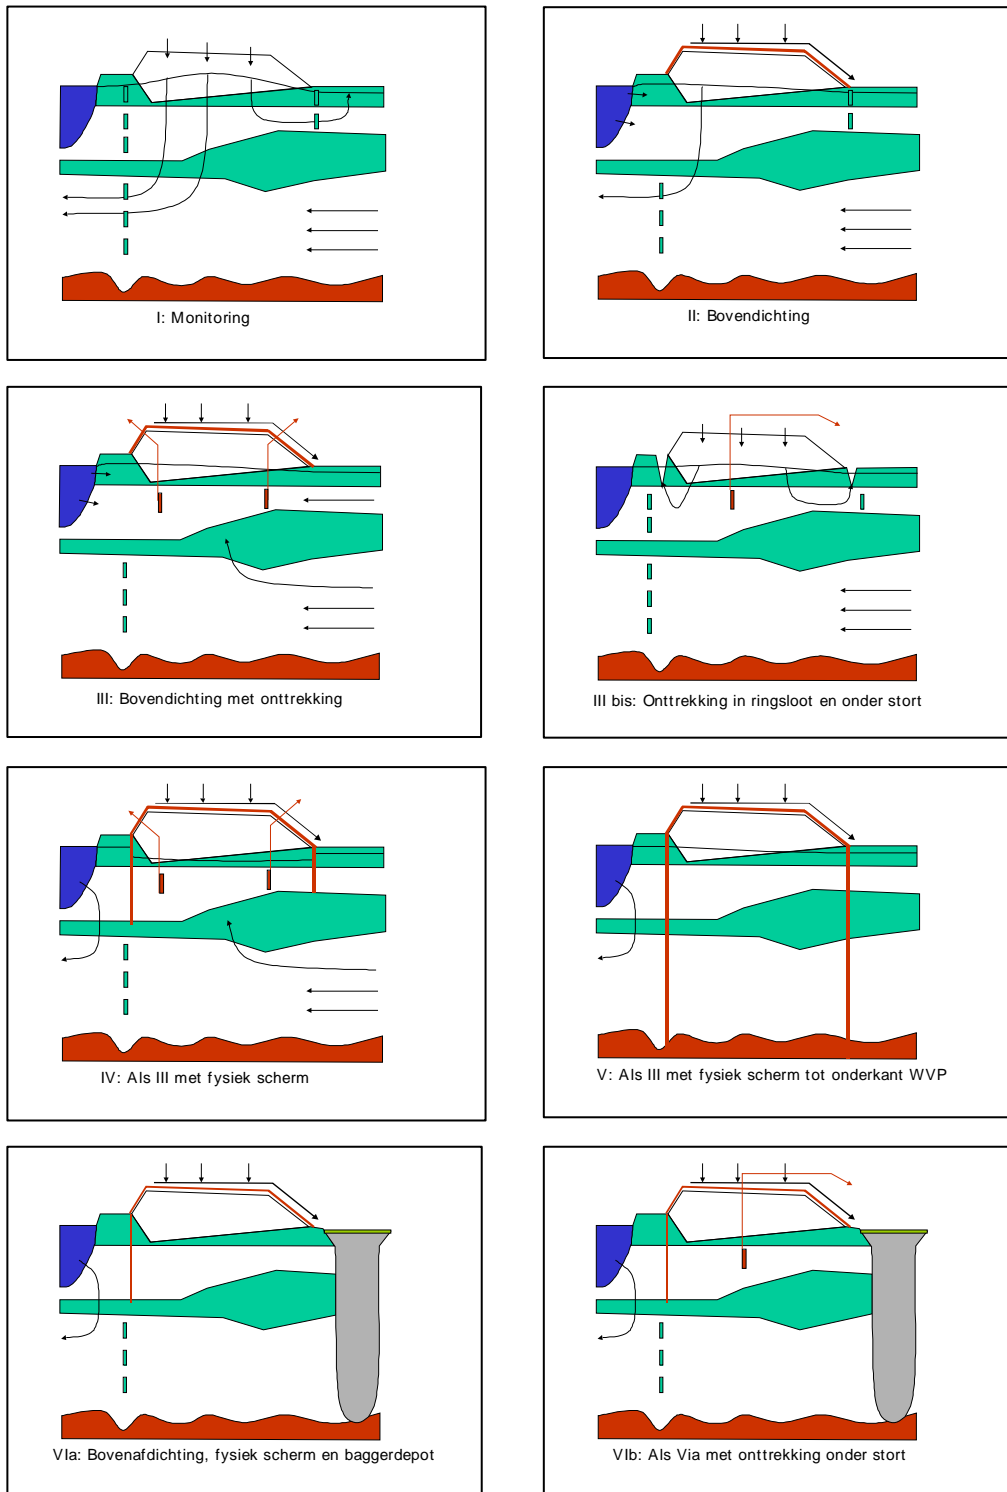 I: Monitoring
II: Bovendichting
III: Bovendichting met onttrekking
III bis: Onttrekking in ringsloot en onder stort
IV: Als III met fysiek scherm
V: Als III met fysiek scherm tot onderkant WVP
VIa: Bovenafdichting, fysiek scherm en baggerdepot
VIb: Als Via met onttrekking onder stort